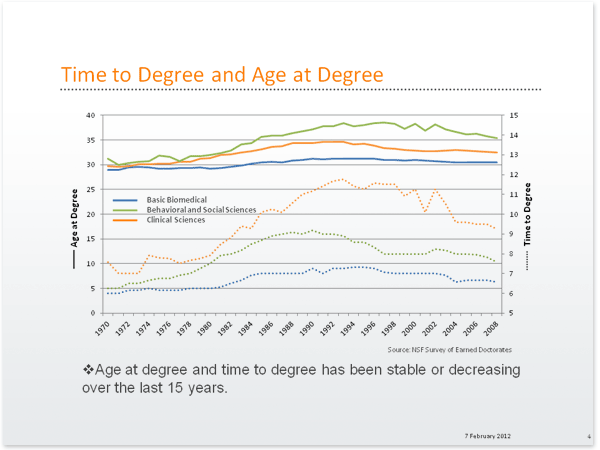 Time to Degree and Age at Degree
40
35
30
25
20
15
10
5
0
Age at Degree
Basic Biomedical
Behavioral and Social Sciences
Clinical Sciences
15
14
13
12
11
10
9
8
7
6
5
Time to Degree
1970 1972 1974 1976 1978 1980 1982 1984 1986 1988 1990 1992 1994 1996 1998 2000 2002 2004 2006 2008
Source: NSF Survey of Earned Doctorates
❖Age at degree and time to degree has been stable or decreasing
over the last 15 years.
7 February 2012
4